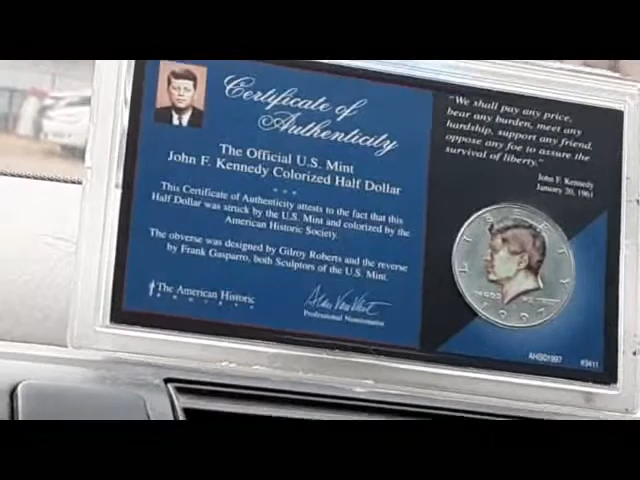 Certificate of
Authenticity
The Official U.S. Mint
John F. Kennedy Colorized Half Dollar
This Certificate of Authenticity attests to the fact that this
Half Dollar was struck by the U.S. Mint and colorized by the
American Historic Society.
The obverse was designed by Gilroy Roberts and the reverse
by Frank Gasparro, both Sculptors of the U.S. Mint.
The American Historic
SOCIETY
Professional Numismatist
"We shall pay any price,
bear any burden, meet any
hardship, support any friend,
oppose any foe to assure the
survival of liberty."
John F. Kennedy
January 20, 1961
LIBERTY
IN GOD WE TRUST
1997
AHS01997 #3411